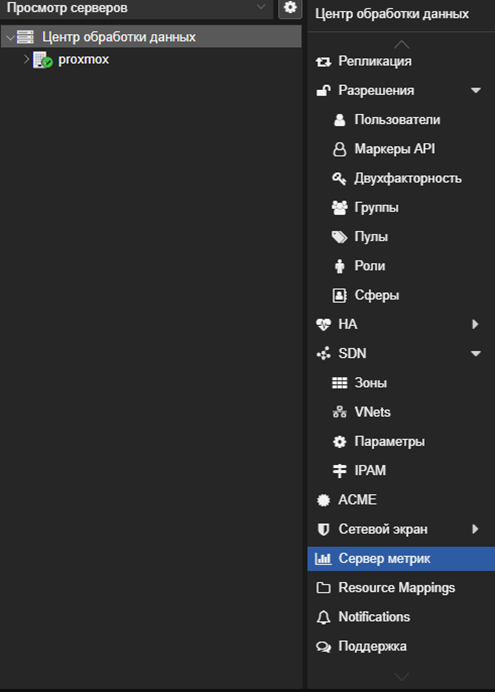 Просмотр серверов
Центр обработки данных
proxmox
Центр обработки данных
Репликация
Разрешения
Пользователи
Маркеры API
Двухфакторность
Группы
Пулы
Роли
Сферы
HA
SDN
Зоны
VNets
Параметры
IPAM
ACME
Сетевой экран
Сервер метрик
Resource Mappings
Notifications
Поддержка